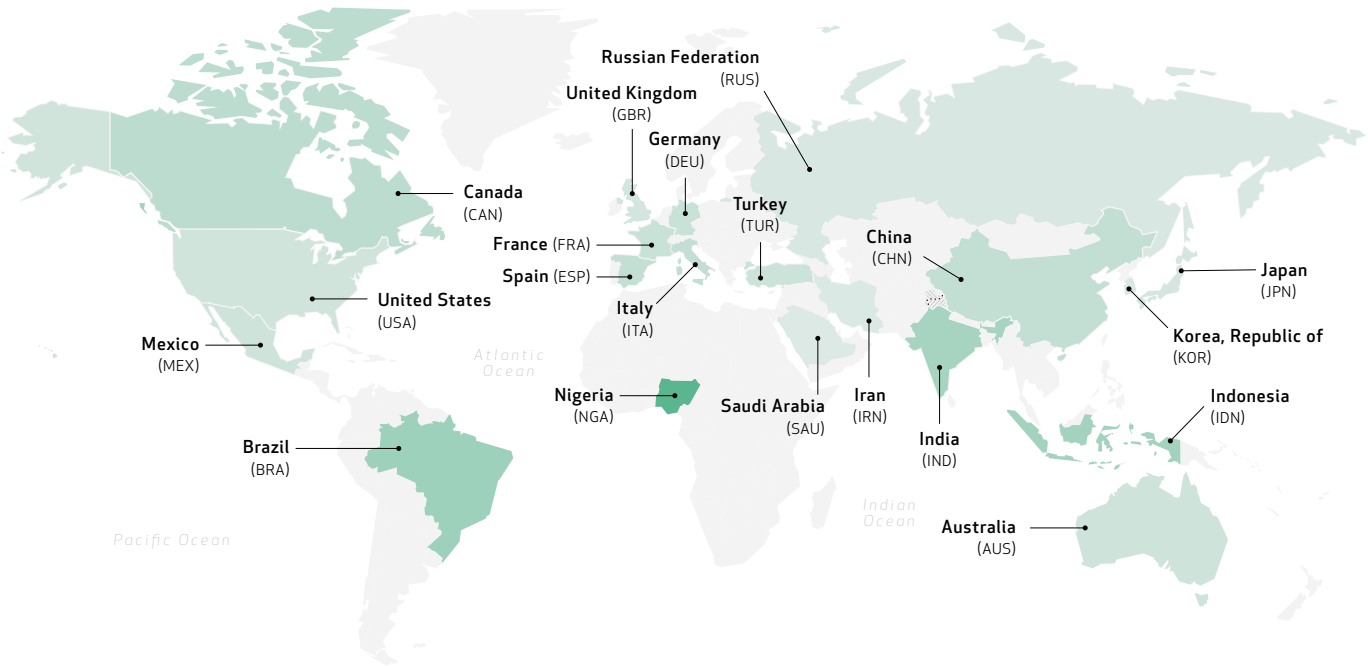 Russian Federation
(RUS)
United Kingdom
(GBR)
Germany
(DEU)
Canada
(CAN)
Turkey
(TUR)
China
(CHN)
France (FRA)
Spain (ESP)
Japan
(JPN)
United States
(USA)
Italy
(ITA)
Korea, Republic of
(KOR)
Mexico
(MEX)
Atlantic
Ocean
Nigeria
(NGA)
Saudi Arabia
(SAU)
Iran
(IRN)
Indonesia
(IDN)
India
(IND)
Brazil
(BRA)
Indian
Ocean
Australia
(AUS)
Pacific Ocean